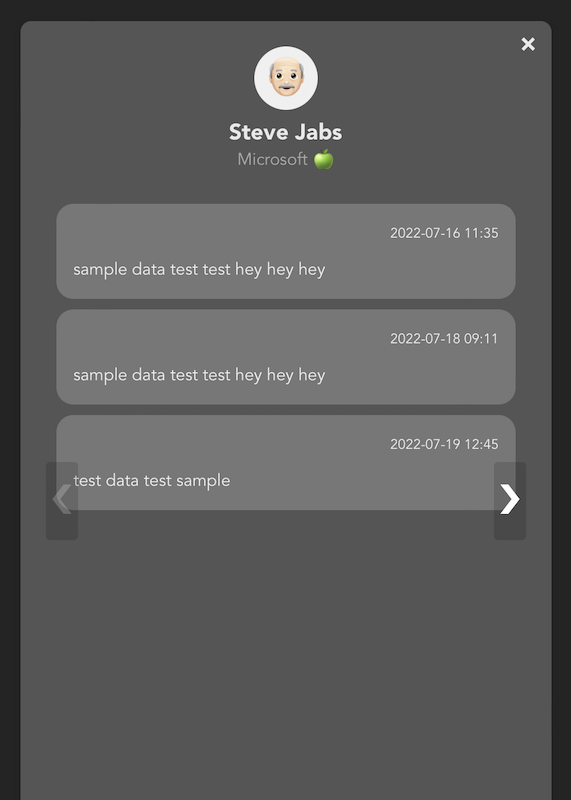 ×
Steve Jabs
Microsoft 🍏
2022-07-16 11:35
sample data test test hey hey hey
2022-07-18 09:11
sample data test test hey hey hey
2022-07-19 12:45
test data test sample
❮ ❯